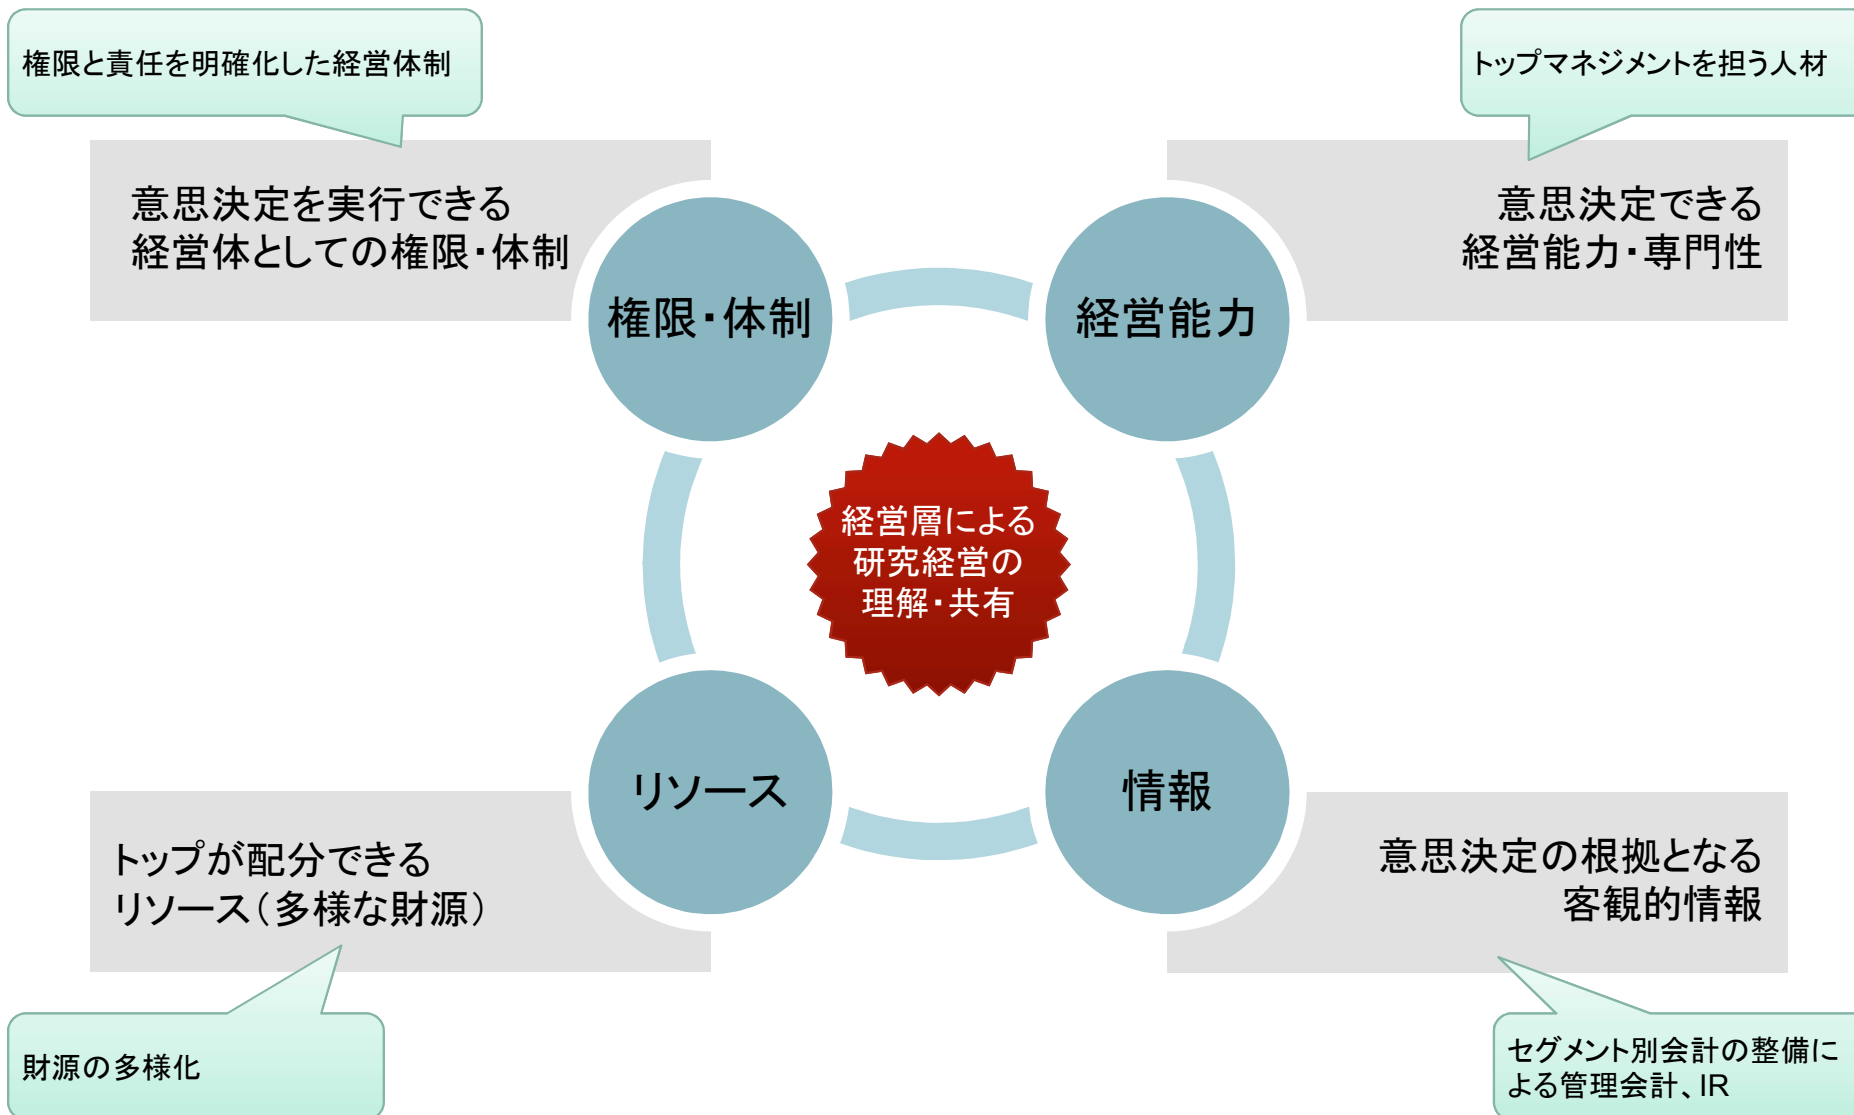 権限と責任を明確化した経営体制
トップマネジメントを担う人材
意思決定を実行できる
経営体としての権限・体制
意思決定できる
経営能力・専門性
権限・体制
経営能力
経営層による
研究経営の
理解・共有
リソース
情報
トップが配分できる
リソース（多様な財源）
意思決定の根拠となる
客観的情報
財源の多様化
セグメント別会計の整備に
よる管理会計、IR